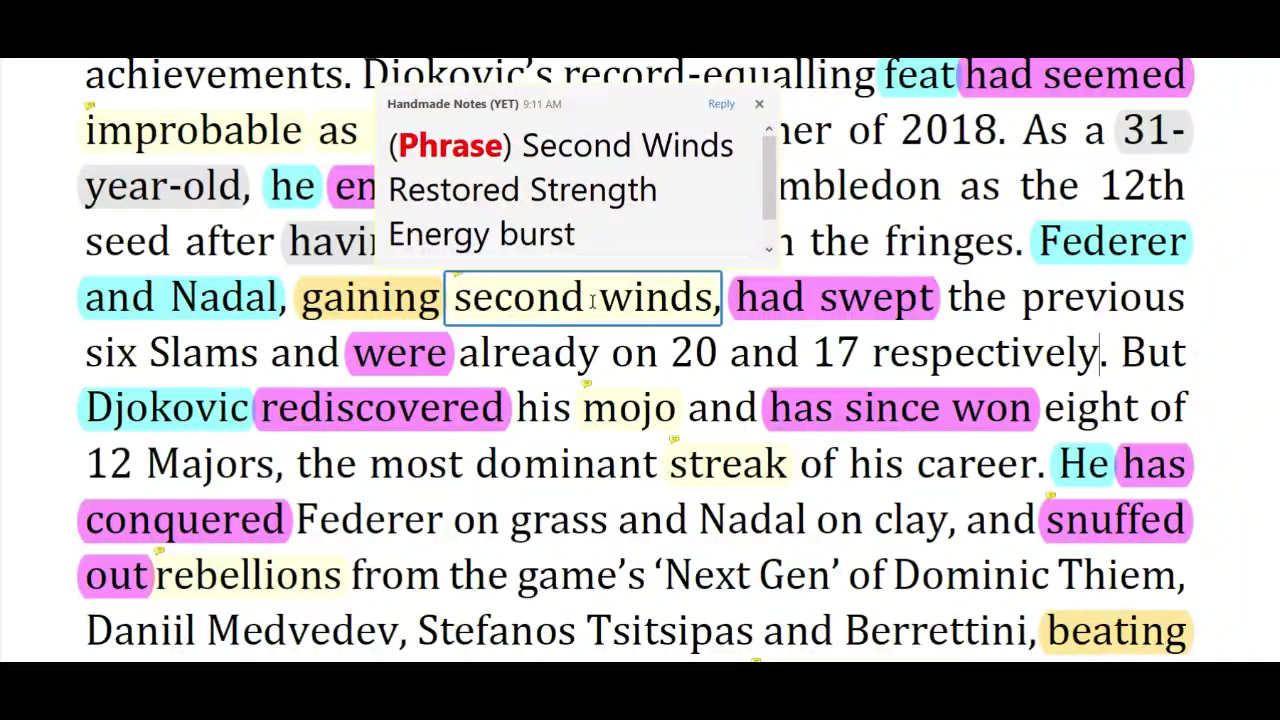 achievements. Djokovic's record-equalling feat had seemed
Handmade Notes (YET) 9:11 AM Reply
(Phrase) Second Winds
Restored Strength
Energy burst
improbable as of 2018. As a 31-
year-old, he as the 12th
seed after the fringes. Federer
and Nadal, gaining second winds, had swept the previous
six Slams and were already on 20 and 17 respectively. But
Djokovic rediscovered his mojo and has since won eight of
12 Majors, the most dominant streak of his career. He has
conquered Federer on grass and Nadal on clay, and snuffed
out rebellions from the game's ‘Next Gen’ of Dominic Thiem,
Daniil Medvedev, Stefanos Tsitsipas and Berrettini, beating